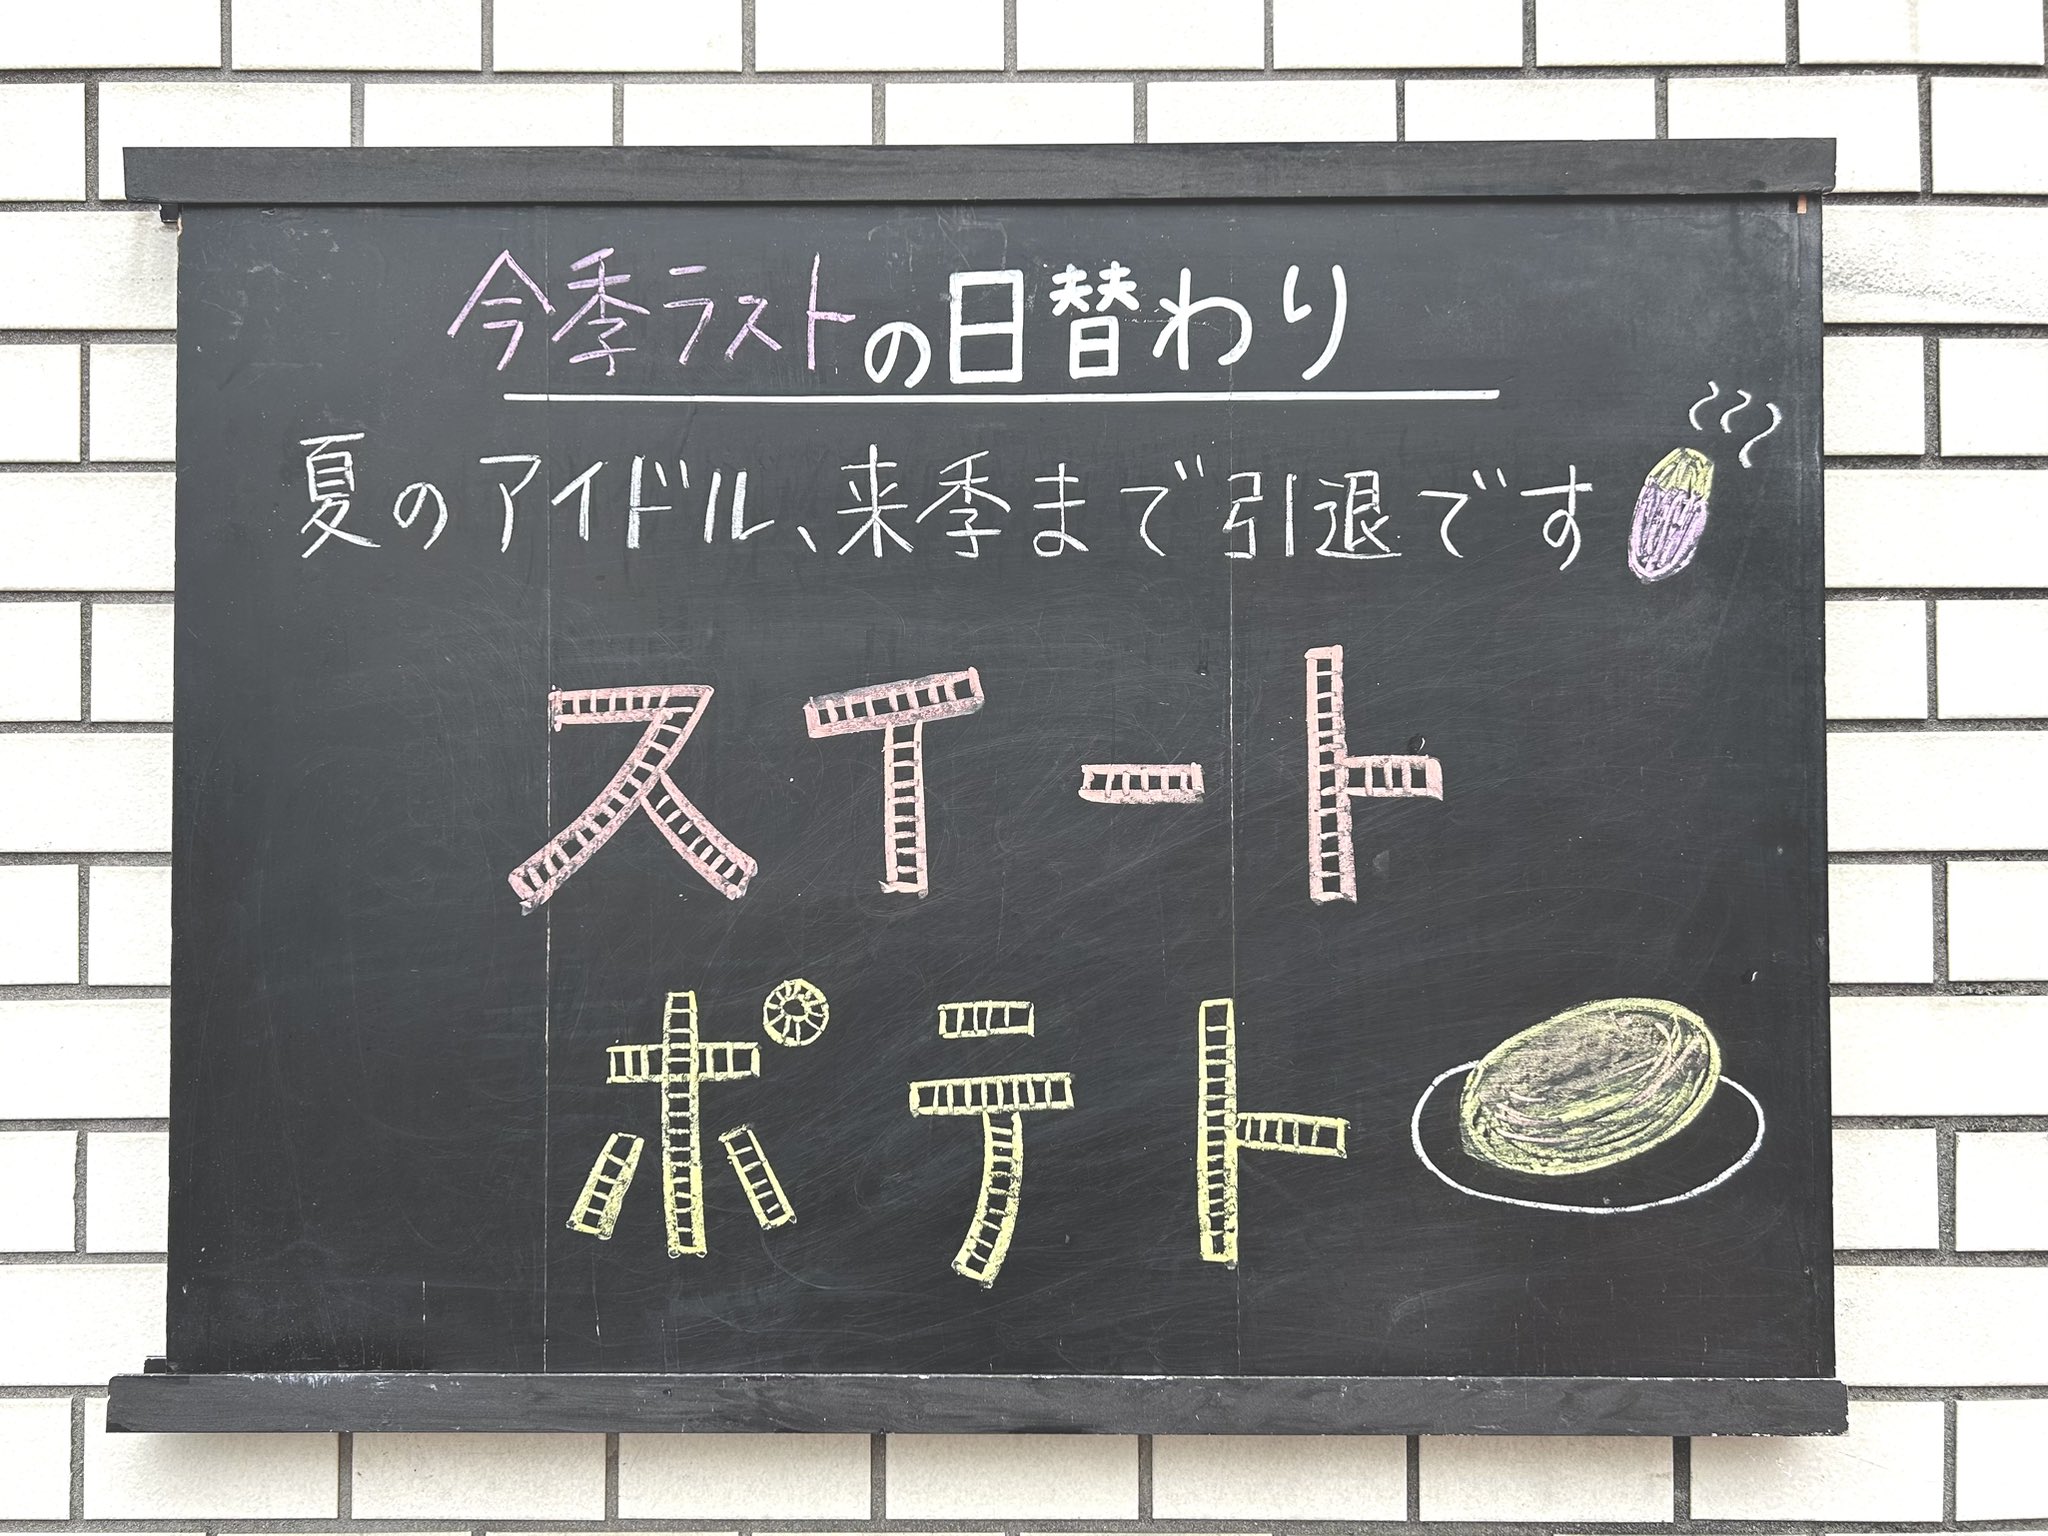 今季ラストの日替わり
夏のアイドル、来季まで引退です
スイート
ポテト